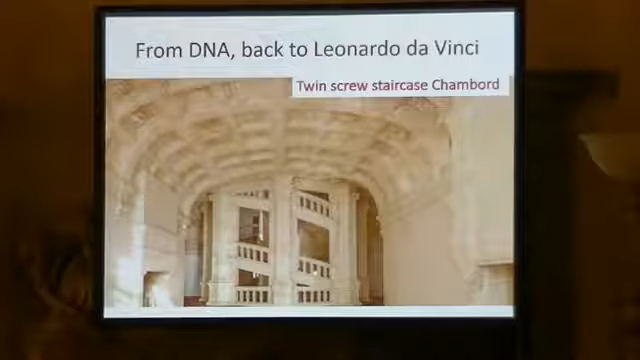 From DNA, back to Leonardo da Vinci
Twin screw staircase Chambord